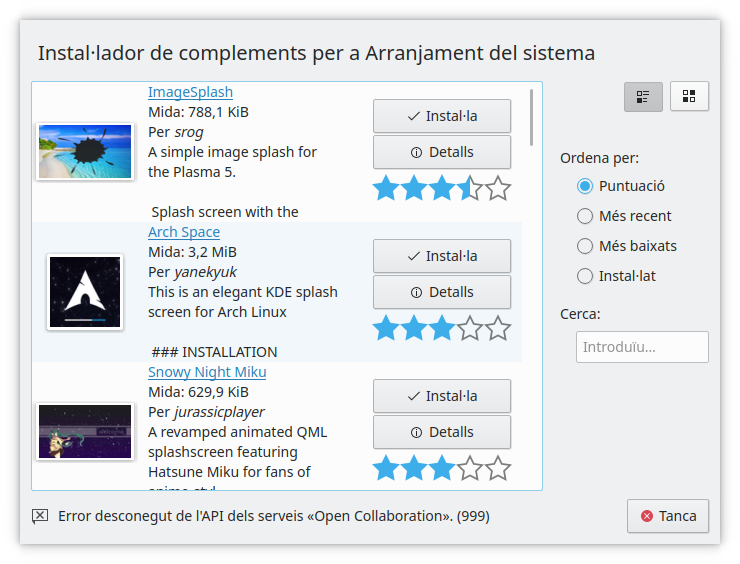 Instal·lador de complements per a Arranjament del sistema
ImageSplash
Mida: 788,1 KiB
Per srog
A simple image splash for
the Plasma 5.
Splash screen with the
Instal·la
Detalls
Arch Space
Mida: 3,2 MiB
Per yanekyuk
This is an elegant KDE splash
screen for Arch Linux
### INSTALLATION
Instal·la
Detalls
Snowy Night Miku
Mida: 629,9 KiB
Per jurassicplayer
A revamped animated QML
splashscreen featuring
Hatsune Miku for fans of
Instal·la
Detalls
Ordena per:
Puntuació
Més recent
Més baixats
Instal·lat
Cerca:
Introduïu...
Error desconegut de l'API dels serveis «Open Collaboration». (999)
Tanca